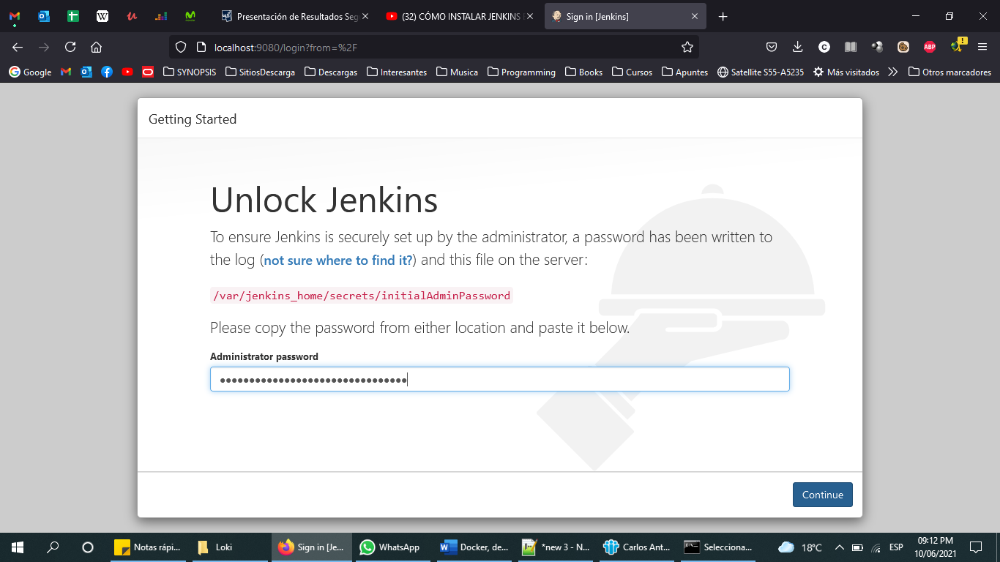 Presentación de Resultados Seg
(32) CÓMO INSTALAR JENKINS
Sign in [Jenkins]
localhost:9080/login?from=%2F
Google
SYNOPSIS
SitiosDescarga
Descargas
Interesantes
Musica
Programming
Books
Cursos
Apuntes
Satellite S55-A5235
Más visitados
Otros marcadores
Getting Started
Unlock Jenkins
To ensure Jenkins is securely set up by the administrator, a password has been written to
the log (not sure where to find it?) and this file on the server:
/var/jenkins_home/secrets/initialAdminPassword
Please copy the password from either location and paste it below.
Administrator password
•••••••••••••••••••••••••••••••• 
Continue
Notas rápi...
Loki
Sign in [Je...
WhatsApp
Docker, de...
*new 3 - N...
Carlos Ant...
Selecciona...
18°C
ESP
09:12 PM
10/06/2021